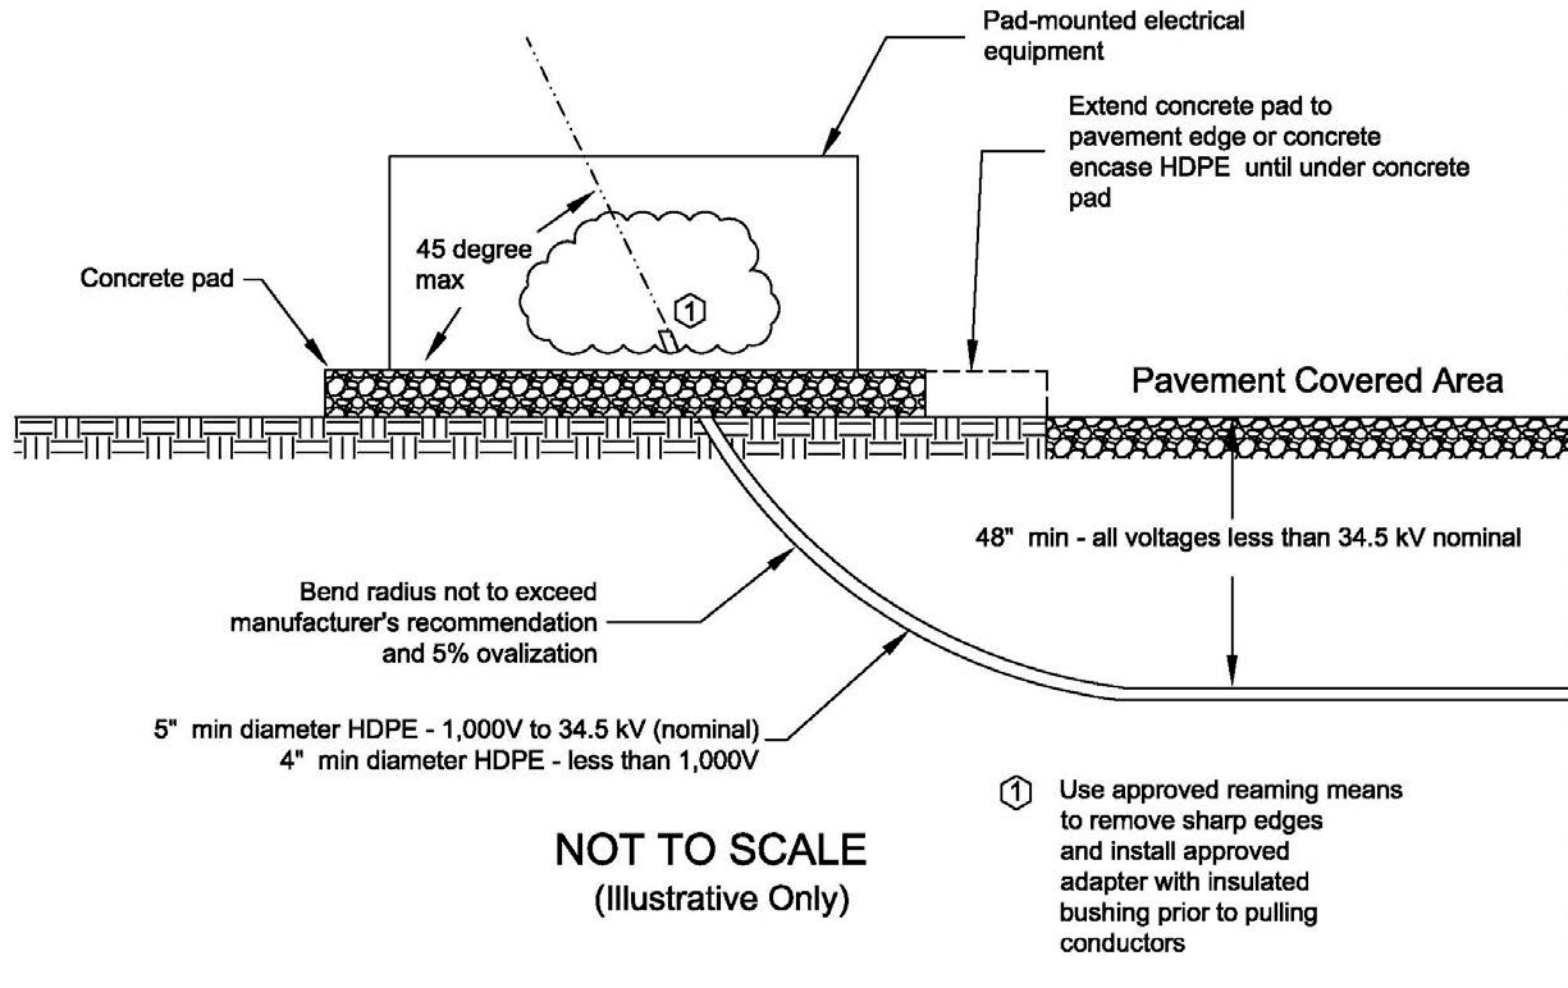 Pad-mounted electrical
equipment
Extend concrete pad to
pavement edge or concrete
encase HDPE until under concrete
pad
45 degree
max
Concrete pad
1
Pavement Covered Area
48" min - all voltages less than 34.5 kV nominal
Bend radius not to exceed
manufacturer's recommendation
and 5% ovalization
5" min diameter HDPE - 1,000V to 34.5 kV (nominal)
4" min diameter HDPE - less than 1,000V
NOT TO SCALE
(Illustrative Only)
1 Use approved reaming means
to remove sharp edges
and install approved
adapter with insulated
bushing prior to pulling
conductors